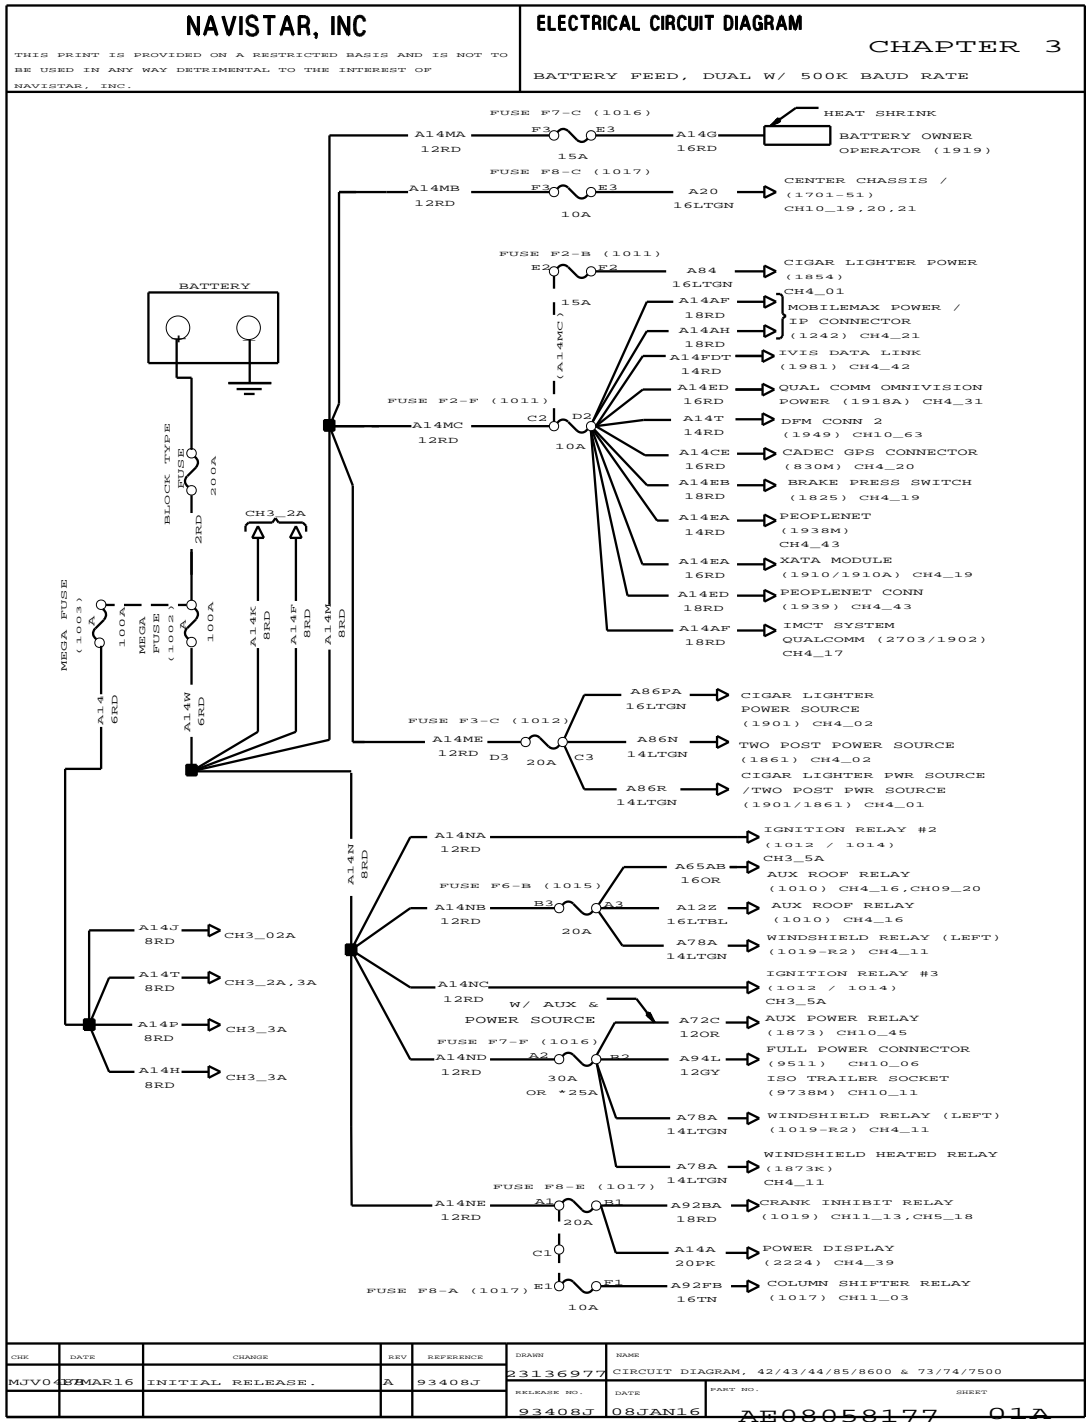 NAVISTAR, INC
THIS PRINT IS PROVIDED ON A RESTRICTED BASIS AND IS NOT TO
BE USED IN ANY WAY DETRIMENTAL TO THE INTEREST OF
NAVISTAR, INC.
ELECTRICAL CIRCUIT DIAGRAM
CHAPTER 3
BATTERY FEED, DUAL W/ 500K BAUD RATE
FUSE F7-C (1016)
HEAT SHRINK
A14MA F3 E3 A14G
12RD 15A 16RD
BATTERY OWNER
OPERATOR (1919)
FUSE F8-C (1017)
A14MB F3 E3 A20
12RD 10A 16LTGN
CENTER CHASSIS /
(1701-51)
CH10_19,20,21
FUSE F2-B (1011)
E2 F2 A84
15A 16LTGN
CIGAR LIGHTER POWER
(1854)
CH4_01
(A14MC)
A14AF
18RD
A14AH
18RD
MOBILEMAX POWER /
IP CONNECTOR
(1242) CH4_21
A14FDT
14RD
IVIS DATA LINK
(1981) CH4_42
A14ED
16RD
QUAL COMM OMNIVISION
POWER (1918A) CH4_31
FUSE F2-F (1011)
A14MC C2 D2
12RD 10A
A14T
14RD
DFM CONN 2
(1949) CH10_63
A14CE
16RD
CADEC GPS CONNECTOR
(830M) CH4_20
A14EB
18RD
BRAKE PRESS SWITCH
(1825) CH4_19
A14EA
14RD
PEOPLENET
(1938M)
CH4_43
A14EA
16RD
XATA MODULE
(1910/1910A) CH4_19
A14ED
18RD
PEOPLENET CONN
(1939) CH4_43
A14AF
18RD
IMCT SYSTEM
QUALCOMM (2703/1902)
CH4_17
BATTERY
BLOCK TYPE
FUSE
200A
2RD
CH3_2A
MEGA FUSE
(1003)
A
100A
MEGA
FUSE
(1002)
A
100A
A14K
8RD
A14F
8RD
A14M
8RD
A14
6RD
A14W
6RD
FUSE F3-C (1012)
A14ME
12RD D3 20A C3
A86PA
16LTGN
CIGAR LIGHTER
POWER SOURCE
(1901) CH4_02
A86N
14LTGN
TWO POST POWER SOURCE
(1861) CH4_02
A86R
14LTGN
CIGAR LIGHTER PWR SOURCE
/TWO POST PWR SOURCE
(1901/1861) CH4_01
A14N
8RD
A14NA
12RD
IGNITION RELAY #2
(1012 / 1014)
CH3_5A
FUSE F6-B (1015)
A14NB B3 A3
12RD 20A
A65AB
16OR
AUX ROOF RELAY
(1010) CH4_16,CH09_20
A12Z
16LTBL
AUX ROOF RELAY
(1010) CH4_16
A78A
14LTGN
WINDSHIELD RELAY (LEFT)
(1019-R2) CH4_11
A14NC
12RD
IGNITION RELAY #3
(1012 / 1014)
CH3_5A
W/ AUX &
POWER SOURCE
FUSE F7-F (1016)
A14ND A2 B2
12RD 30A
OR *25A
A72C
12OR
AUX POWER RELAY
(1873) CH10_45
A94L
12GY
FULL POWER CONNECTOR
(9511) CH10_06
ISO TRAILER SOCKET
(9738M) CH10_11
A78A
14LTGN
WINDSHIELD RELAY (LEFT)
(1019-R2) CH4_11
A78A
14LTGN
WINDSHIELD HEATED RELAY
(1873K)
CH4_11
A14J
8RD
CH3_02A
A14T
8RD
CH3_2A,3A
A14P
8RD
CH3_3A
A14H
8RD
CH3_3A
FUSE F8-E (1017)
A14NE A1 B1
12RD 20A
A92BA
18RD
CRANK INHIBIT RELAY
(1019) CH11_13,CH5_18
C1
A14A
20PK
POWER DISPLAY
(2224) CH4_39
FUSE F8-A (1017) E1 F1
10A
A92FB
16TN
COLUMN SHIFTER RELAY
(1017) CH11_03
CHK DATE CHANGE REV REFERENCE
INITIAL RELEASE. A 93408J
DRAWN
23136977
NAME
CIRCUIT DIAGRAM, 42/43/44/85/8600 & 73/74/7500
RELEASE NO.
93408J
DATE
08JAN16
PART NO.
AE08058177
SHEET
01A